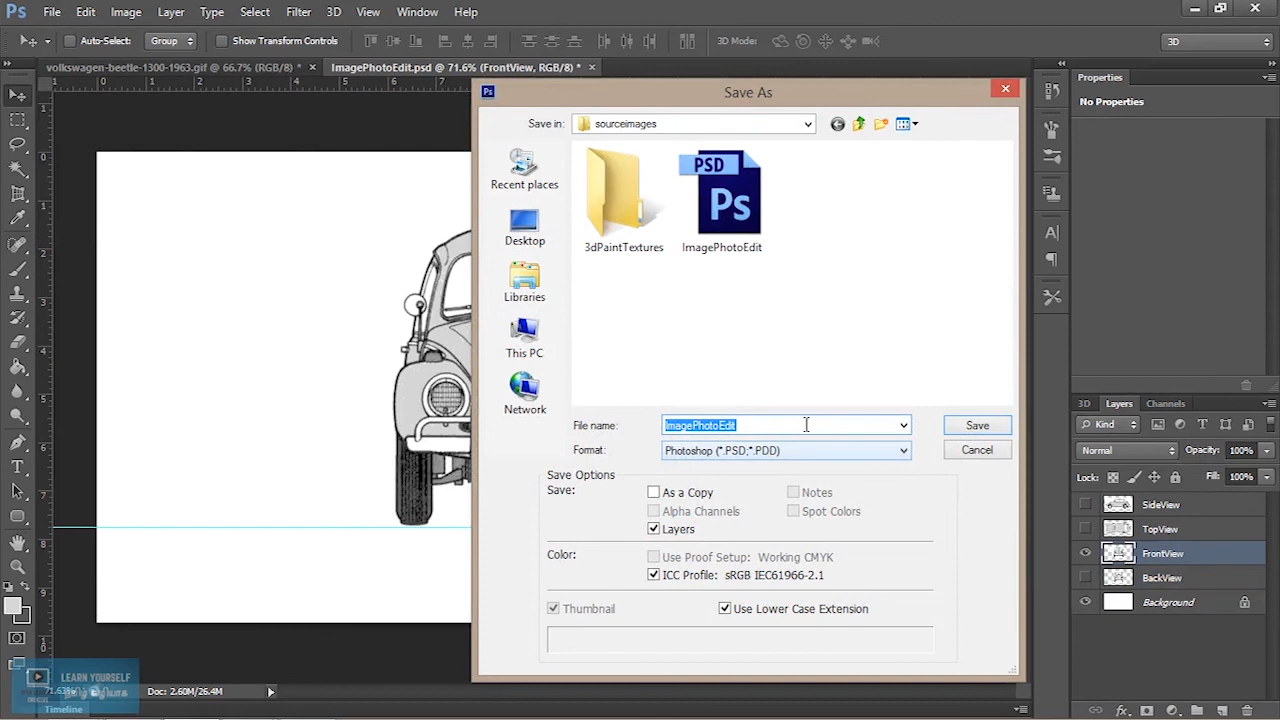 Ps File Edit Image Layer Type Select Filter 3D View Window Help
Auto-Select: Group Show Transform Controls 3D Mode: 3D
volkswagen-beetle-1300-1963.gif @ 66.7% (RGB/8) * × ImagePhotoEdit.psd @ 71.6% (FrontView, RGB/8) * ×
Save As
Properties
No Properties
Save in: sourceimages
Recent places
Desktop
Libraries
This PC
Network
PSD
Ps
3dPaintTextures ImagePhotoEdit
File name: ImagePhotoEdit Save
Format: Photoshop (*.PSD;*.PDD) Cancel
Save Options
Save:
As a Copy Notes
Alpha Channels Spot Colors
Layers
Color:
Use Proof Setup: Working CMYK
ICC Profile: sRGB IEC61966-2.1
Thumbnail Use Lower Case Extension
3D Layers Channels
Kind
Normal Opacity: 100%
Lock: Fill: 100%
SideView
TopView
FrontView
BackView
Background
LEARN YOURSELF
71.63% Doc: 2.60M/26.4M
Timeline